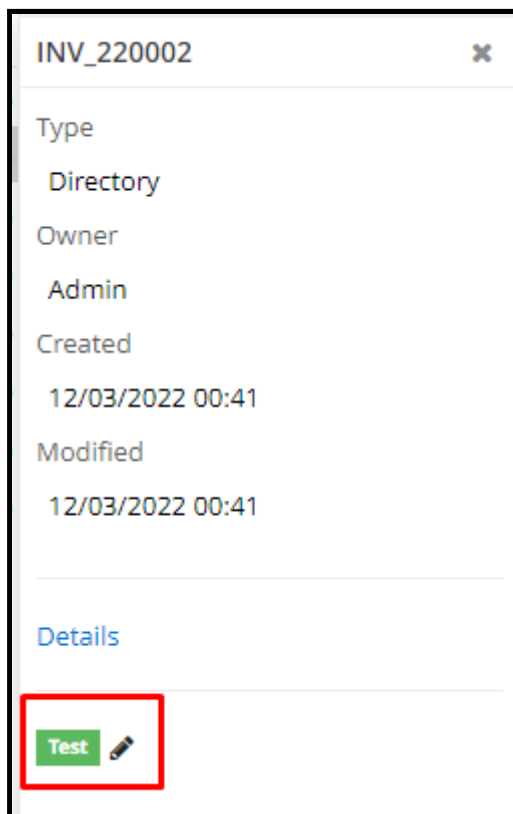 INV_220002
Type
Directory
Owner
Admin
Created
12/03/2022 00:41
Modified
12/03/2022 00:41
Details
Test